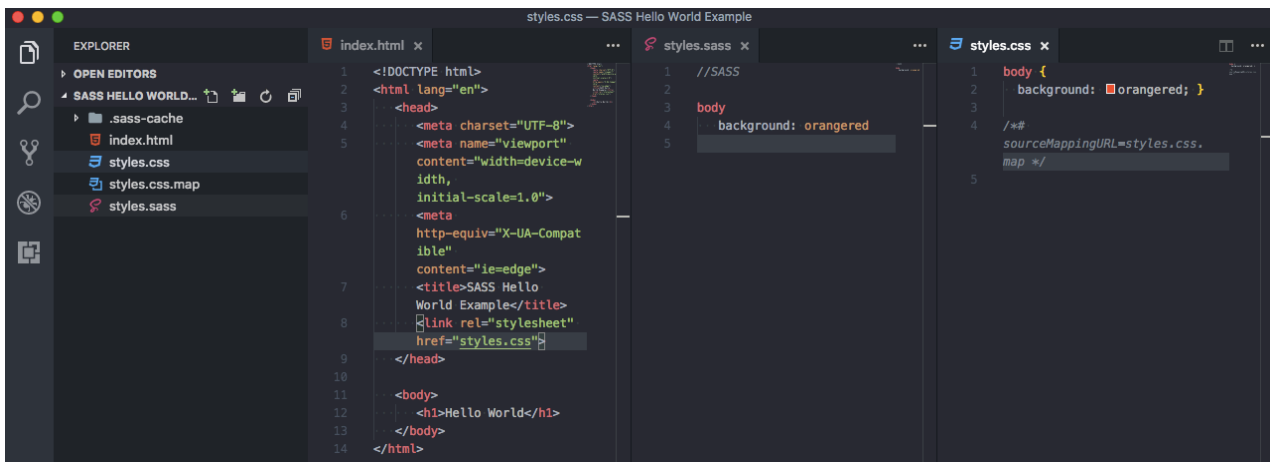 styles.css — SASS Hello World Example
EXPLORER
OPEN EDITORS
SASS HELLO WORLD...
.sass-cache
index.html
styles.css
styles.css.map
styles.sass
index.html ×
1 <!DOCTYPE html>
2 <html lang="en">
3 <head>
4 <meta charset="UTF-8">
5 <meta name="viewport"
content="width=device-w
idth,
initial-scale=1.0">
6 <meta
http-equiv="X-UA-Compat
ible"
content="ie=edge">
7 <title>SASS Hello
World Example</title>
8 <link rel="stylesheet"
href="styles.css">
9 </head>
10
11 <body>
12 <h1>Hello World</h1>
13 </body>
14 </html>
styles.sass ×
1 //SASS
2
3 body
4 background: orangered
5
styles.css ×
1 body {
2 background: orangered; }
3
4 /*#
sourceMappingURL=styles.css.
map */
5